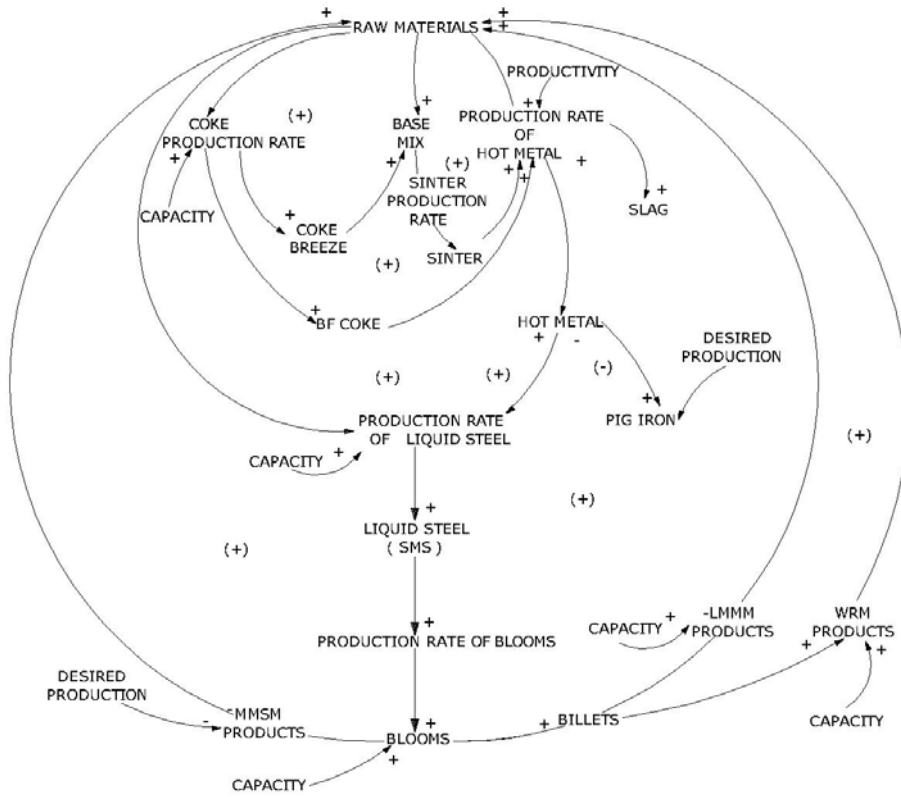 +
RAW MATERIALS
+
+
PRODUCTIVITY
(+)
+
+
COKE
PRODUCTION RATE
BASE
MIX
PRODUCTION RATE
OF
HOT METAL
+
+
(+)
+
+
+
SINTER
PRODUCTION
RATE
+
SLAG
CAPACITY
+
COKE
BREEZE
(+)
SINTER
+
BF COKE
HOT METAL
+
-
DESIRED
PRODUCTION
(+)
(+)
(-)
+
PIG IRON
PRODUCTION RATE
OF LIQUID STEEL
(+)
CAPACITY
+
+
(+)
LIQUID STEEL
( SMS )
(+)
+
PRODUCTION RATE OF BLOOMS
CAPACITY
+
-LMMM
PRODUCTS
WRM
PRODUCTS
+
+
DESIRED
PRODUCTION
-
-MMSM
PRODUCTS
+
BLOOMS
+
+
BILLETS
CAPACITY
CAPACITY